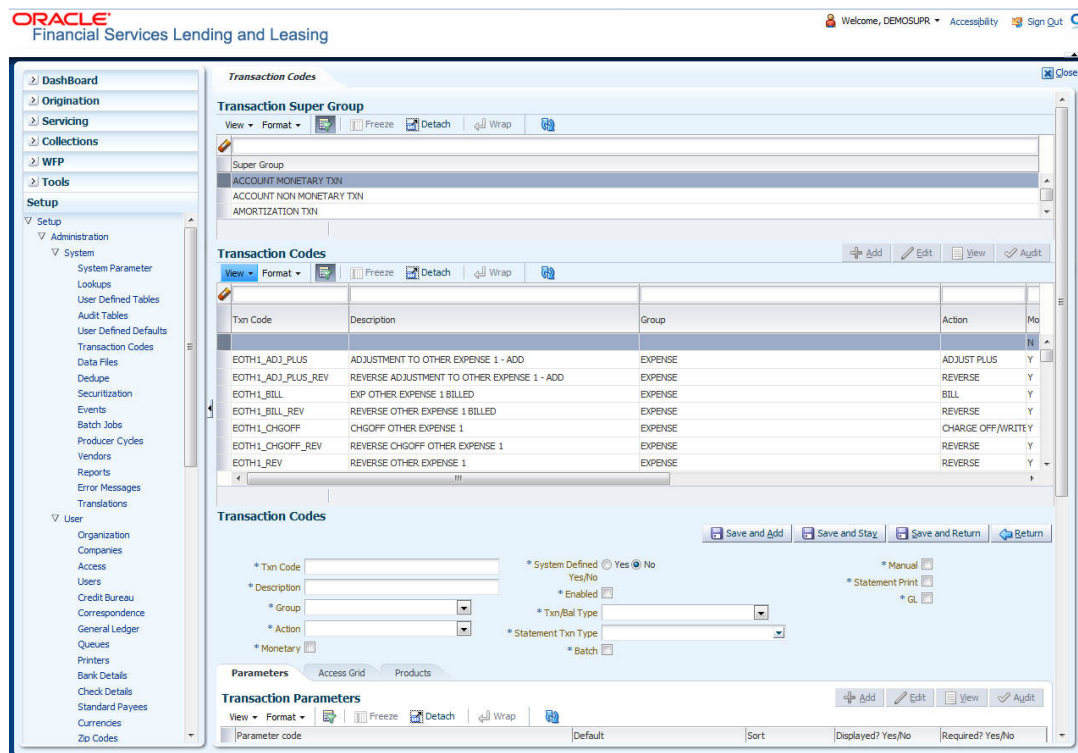 ORACLE
Financial Services Lending and Leasing
Welcome, DEMOSUPR
Accessibility
Sign Out
DashBoard
Origination
Servicing
Collections
WFP
Tools
Setup
Setup
Administration
System
System Parameter
Lookups
User Defined Tables
Audit Tables
User Defined Defaults
Transaction Codes
Data Files
Dedupe
Securitization
Events
Batch Jobs
Producer Cycles
Vendors
Reports
Error Messages
Translations
User
Organization
Companies
Access
Users
Credit Bureau
Correspondence
General Ledger
Queues
Printers
Bank Details
Check Details
Standard Payees
Currencies
Zip Codes
Transaction Codes
Close
Transaction Super Group
View Format Freeze Detach Wrap
Super Group
ACCOUNT MONETARY TXN
ACCOUNT NON MONETARY TXN
AMORTIZATION TXN
Transaction Codes
Add Edit View Audit
View Format Freeze Detach Wrap
Txn Code Description Group Action Mo
N
EOTH1_ADJ_PLUS ADJUSTMENT TO OTHER EXPENSE 1 - ADD EXPENSE ADJUST PLUS Y
EOTH1_ADJ_PLUS_REV REVERSE ADJUSTMENT TO OTHER EXPENSE 1 - ADD EXPENSE REVERSE Y
EOTH1_BILL EXP OTHER EXPENSE 1 BILLED EXPENSE BILL Y
EOTH1_BILL_REV REVERSE OTHER EXPENSE 1 BILLED EXPENSE REVERSE Y
EOTH1_CHGOFF CHGOFF OTHER EXPENSE 1 EXPENSE CHARGE OFF/WRITE Y
EOTH1_CHGOFF_REV REVERSE CHGOFF OTHER EXPENSE 1 EXPENSE REVERSE Y
EOTH1_REV REVERSE OTHER EXPENSE 1 EXPENSE REVERSE Y
Transaction Codes
Save and Add Save and Stay Save and Return Return
* Txn Code
* Description
* Group
* Action
* Monetary
* System Defined Yes/No Yes No
* Enabled
* Txn/Bal Type
* Statement Txn Type
* Batch
* Manual
* Statement Print
* GL
Parameters Access Grid Products
Transaction Parameters
Add Edit View Audit
View Format Freeze Detach Wrap
Parameter code Default Sort Displayed? Yes/No Required? Yes/No